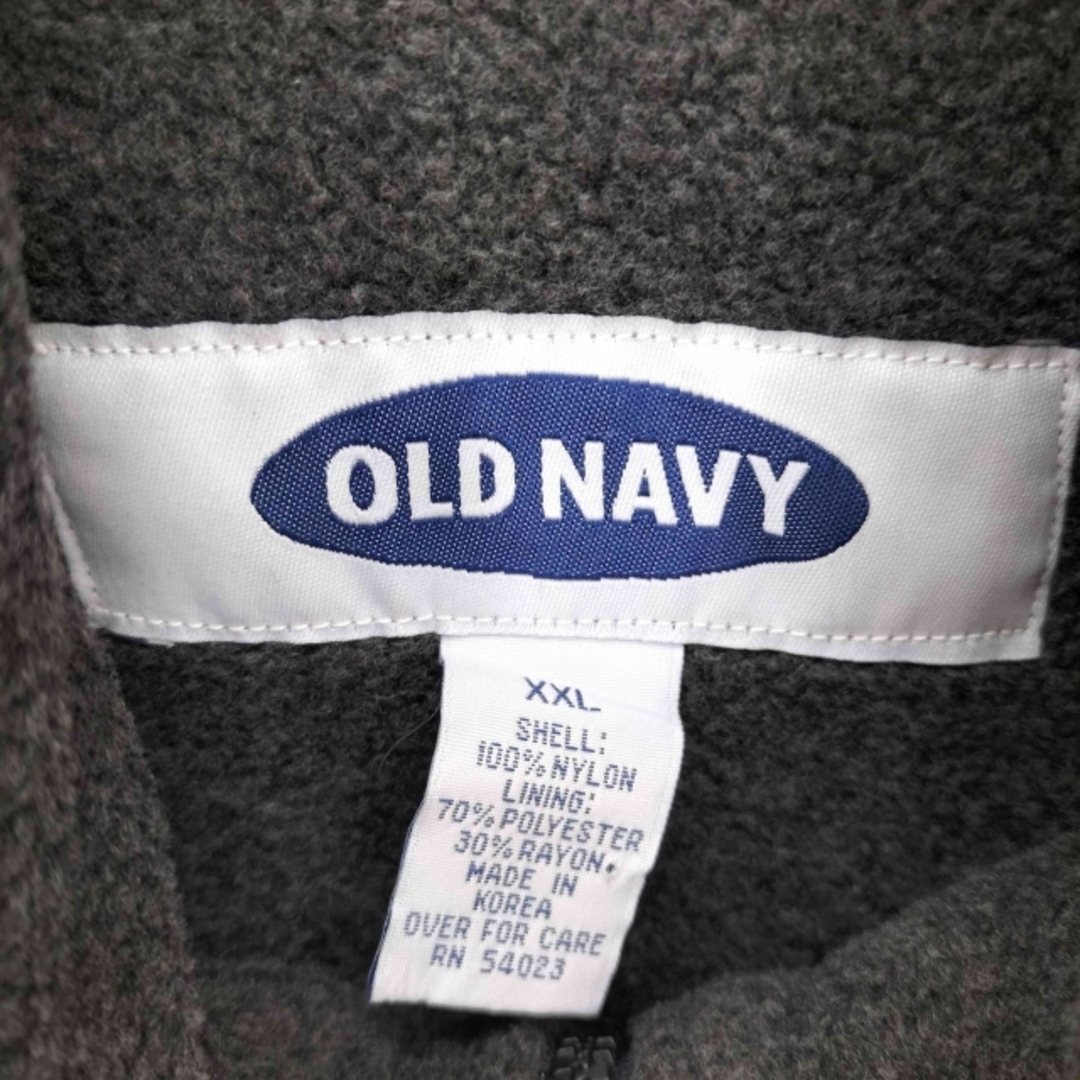 OLD NAVY
XXL
SHELL:
100% NYLON
LINING:
70% POLYESTER
30% RAYON
MADE IN
KOREA
OVER FOR CARE
RN 54023